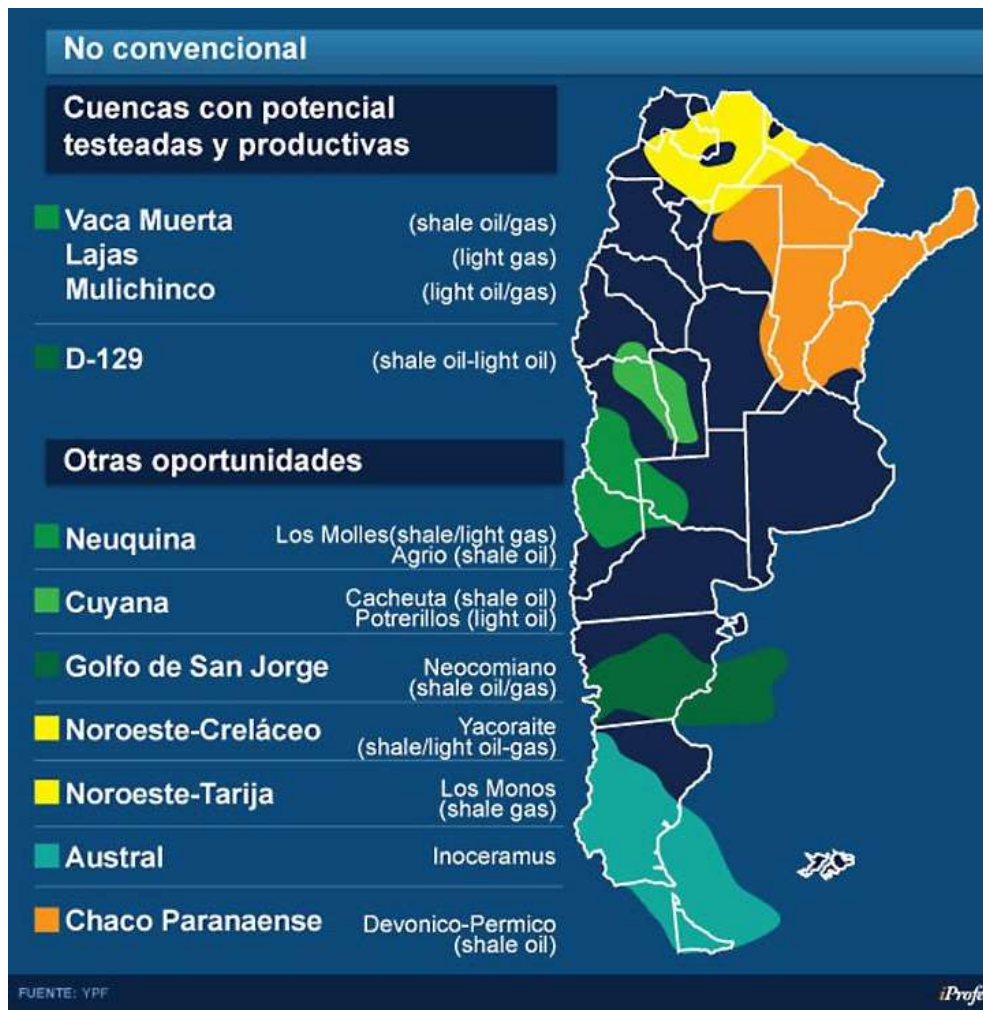 No convencional
Cuencas con potencial
testeadas y productivas
Vaca Muerta (shale oil/gas)
Lajas (light gas)
Mulichinco (light oil/gas)
D-129 (shale oil-light oil)
Otras oportunidades
Neuquina Los Molles(shale/light gas)
Agrio (shale oil)
Cuyana Cacheuta (shale oil)
Potrerillos (light oil)
Golfo de San Jorge Neocomiano
(shale oil/gas)
Noroeste-Creláceo Yacoraite
(shale/light oil-gas)
Noroeste-Tarija Los Monos
(shale gas)
Austral Inoceramus
Chaco Paranaense Devonico-Permico
(shale oil)
FUENTE: YPF
iProfe